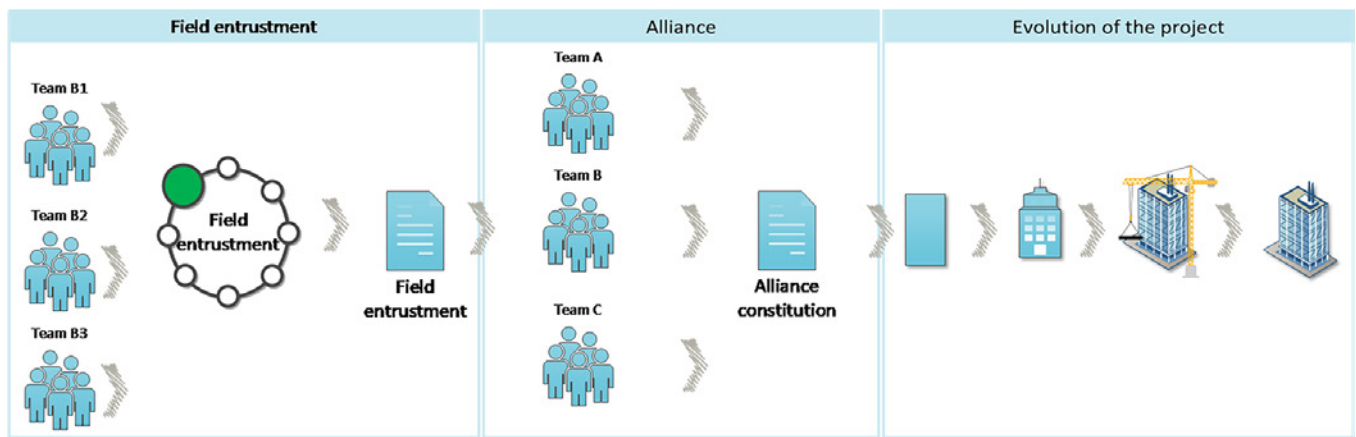 Field entrustment
Alliance
Evolution of the project
Team B1
Team B2
Team B3
Field
entrustment
Field
entrustment
Team A
Team B
Team C
Alliance
constitution